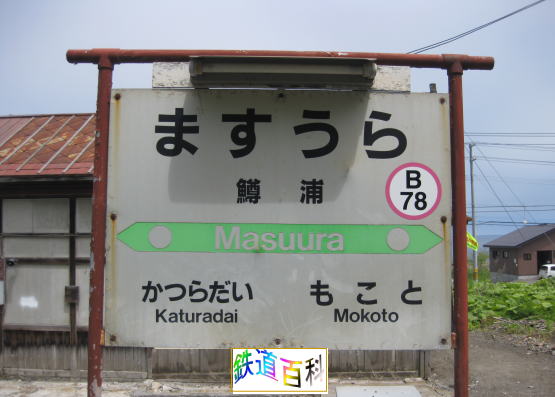 ますうら
鱒浦
B
78
Masuura
かつらだい もこと
Katuradai Mokoto
鉄道百科